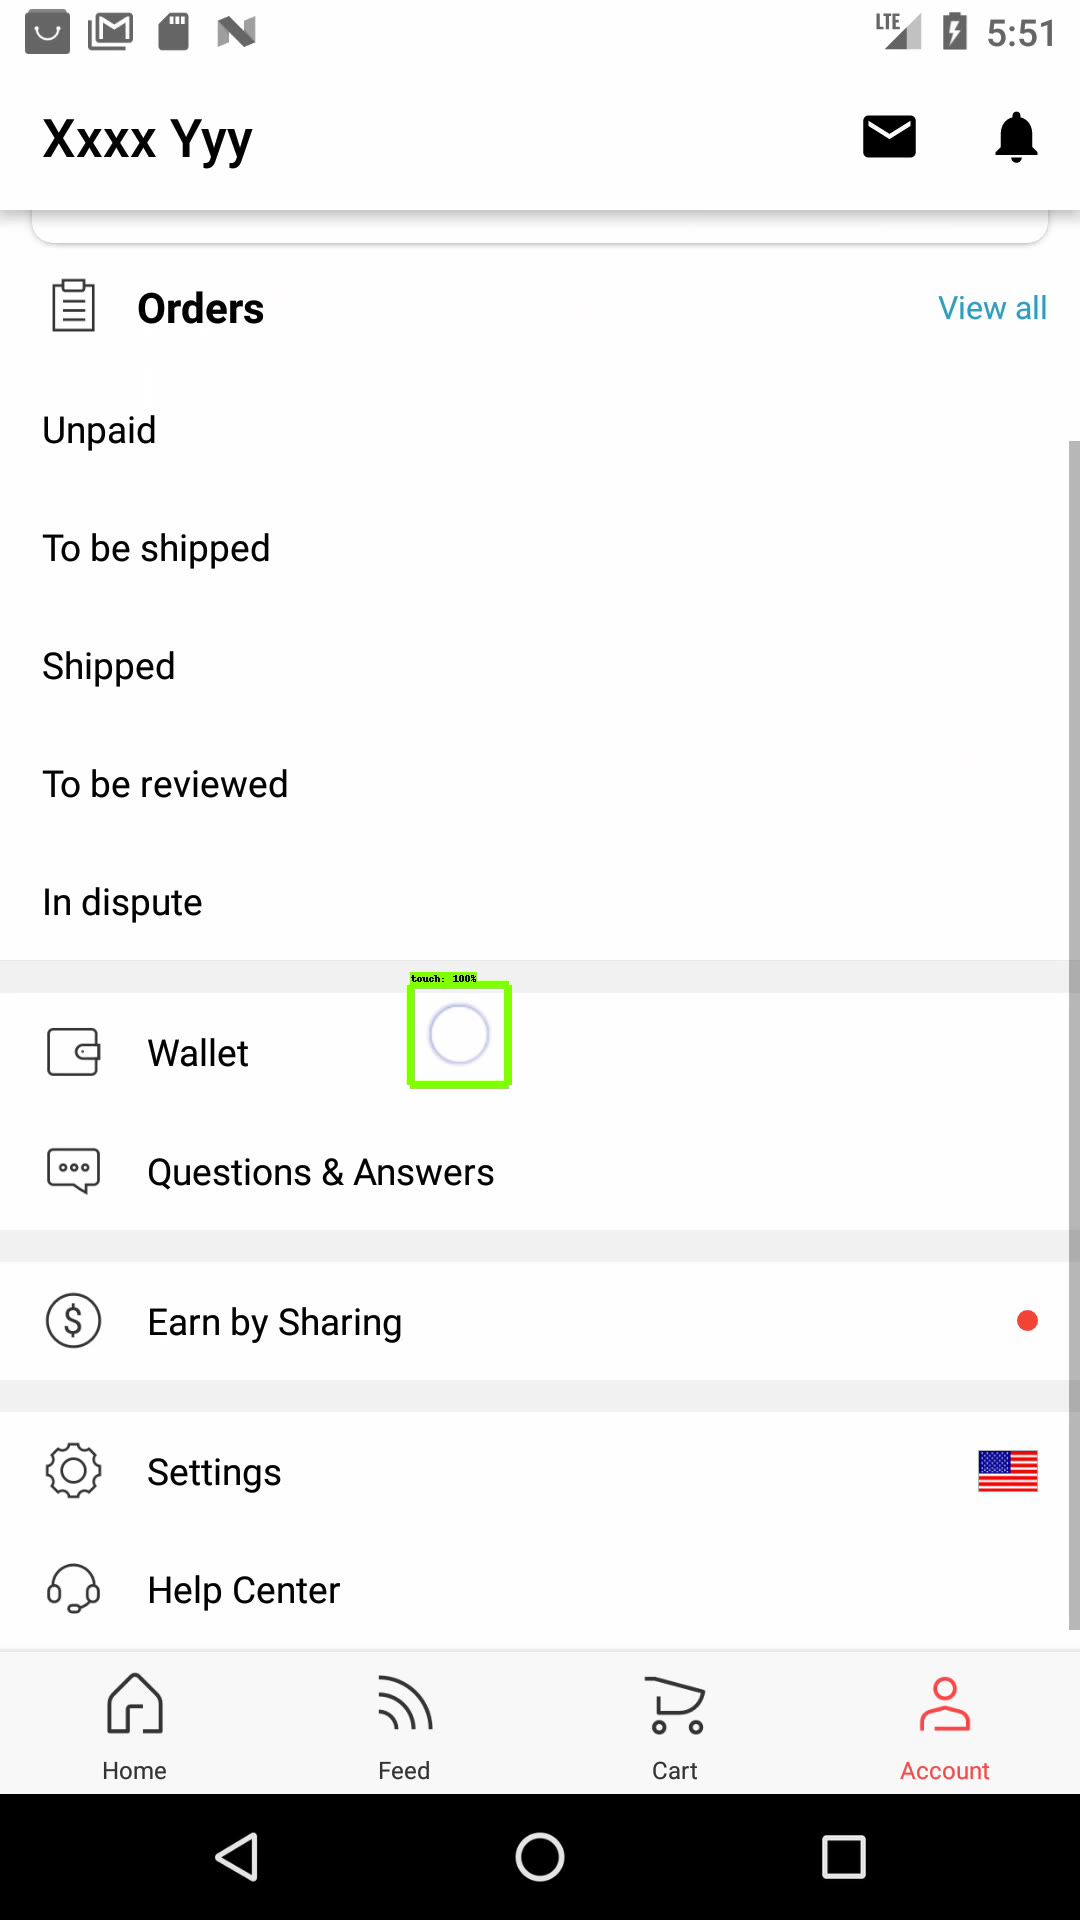 LTE 5:51
Xxxx Yyy
Orders View all
Unpaid
To be shipped
Shipped
To be reviewed
In dispute
touch: 100%
Wallet
Questions & Answers
Earn by Sharing
Settings
Help Center
Home Feed Cart Account